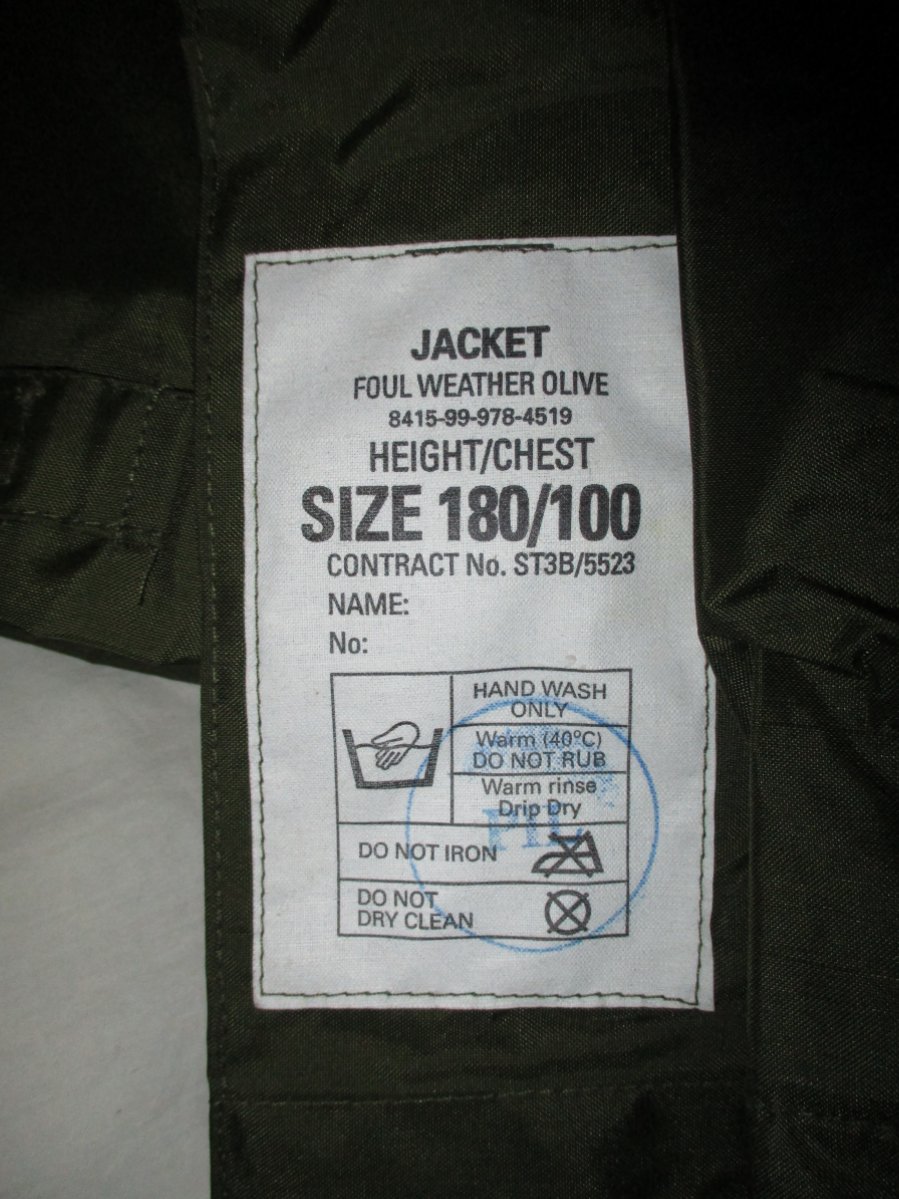 JACKET
FOUL WEATHER OLIVE
8415-99-978-4519
HEIGHT/CHEST
SIZE 180/100
CONTRACT No. ST3B/5523
NAME:
No:
HAND WASH
ONLY
Warm (40°C)
DO NOT RUB
Warm rinse
Drip Dry
DO NOT IRON
DO NOT
DRY CLEAN